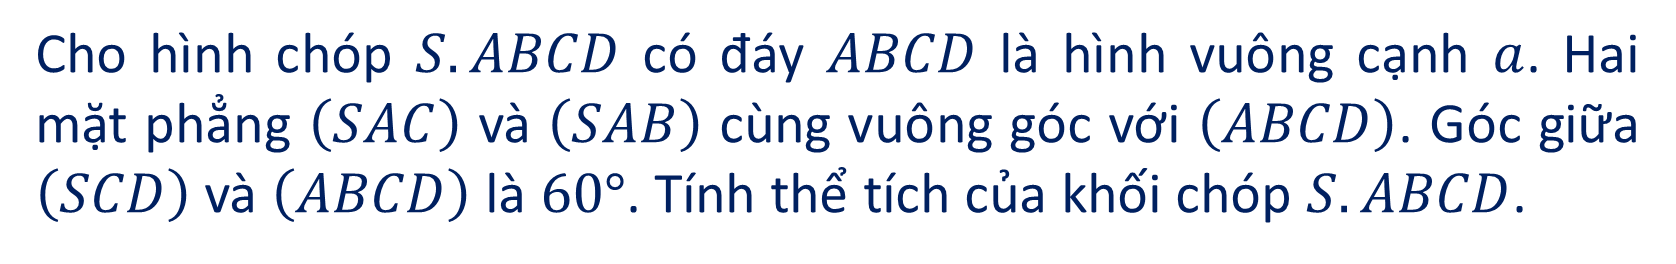 Cho hình chóp S.ABCD có đáy ABCD là hình vuông cạnh a. Hai
mặt phẳng (SAC) và (SAB) cùng vuông góc với (ABCD). Góc giữa
(SCD) và (ABCD) là 60°. Tính thể tích của khối chóp S.ABCD.